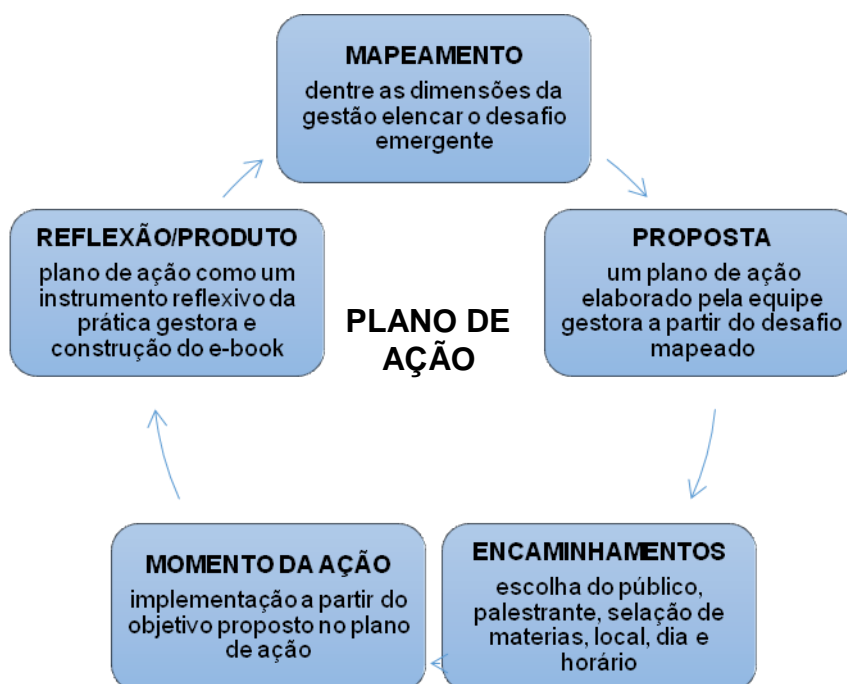 MAPEAMENTO
dentre as dimensões da
gestão elencar o desafio
emergente
PROPOSTA
um plano de ação
elaborado pela equipe
gestora a partir do desafio
mapeado
ENCAMINHAMENTOS
escolha do público,
palestrante, selação de
materias, local, dia e
horário
MOMENTO DA AÇÃO
implementação a partir do
objetivo proposto no plano
de ação
REFLEXÃO/PRODUTO
plano de ação como um
instrumento reflexivo da
prática gestora e
construção do e-book
PLANO DE
AÇÃO